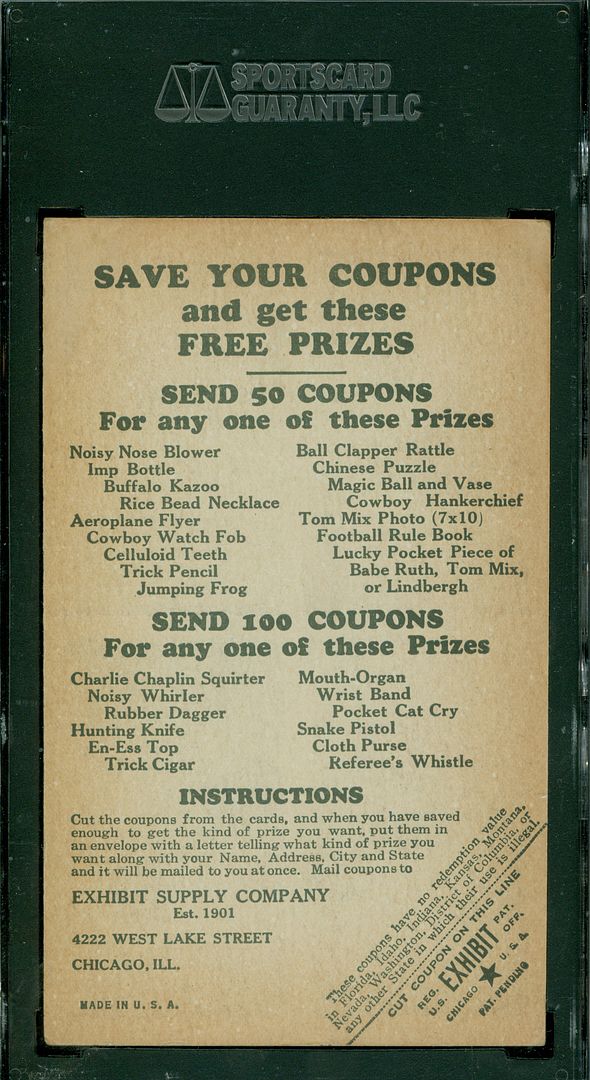 SPORTSCARD
GUARANTY, LLC
SAVE YOUR COUPONS
and get these
FREE PRIZES
SEND 50 COUPONS
For any one of these Prizes
Noisy Nose Blower
Imp Bottle
Buffalo Kazoo
Rice Bead Necklace
Aeroplane Flyer
Cowboy Watch Fob
Celluloid Teeth
Trick Pencil
Jumping Frog
Ball Clapper Rattle
Chinese Puzzle
Magic Ball and Vase
Cowboy Hankerchief
Tom Mix Photo (7x10)
Football Rule Book
Lucky Pocket Piece of
Babe Ruth, Tom Mix,
or Lindbergh
SEND 100 COUPONS
For any one of these Prizes
Charlie Chaplin Squirter
Noisy Whirler
Rubber Dagger
Hunting Knife
En-Ess Top
Trick Cigar
Mouth-Organ
Wrist Band
Pocket Cat Cry
Snake Pistol
Cloth Purse
Referee's Whistle
INSTRUCTIONS
Cut the coupons from the cards, and when you have saved
enough to get the kind of prize you want, put them in
an envelope with a letter telling what kind of prize you
want along with your Name, Address, City and State
and it will be mailed to you at once. Mail coupons to
EXHIBIT SUPPLY COMPANY
Est. 1901
4222 WEST LAKE STREET
CHICAGO, ILL.
MADE IN U. S. A.
These coupons have no redemption value
in Florida, Idaho, Indiana, Kansas, Montana,
Nevada, Washington, District of Columbia, or
any other State in which their use is illegal.
CUT COUPON ON THIS LINE
REG. EXHIBIT PAT.
U.S. OFF.
CHICAGO ★ U. S. A.
PAT. PENDING